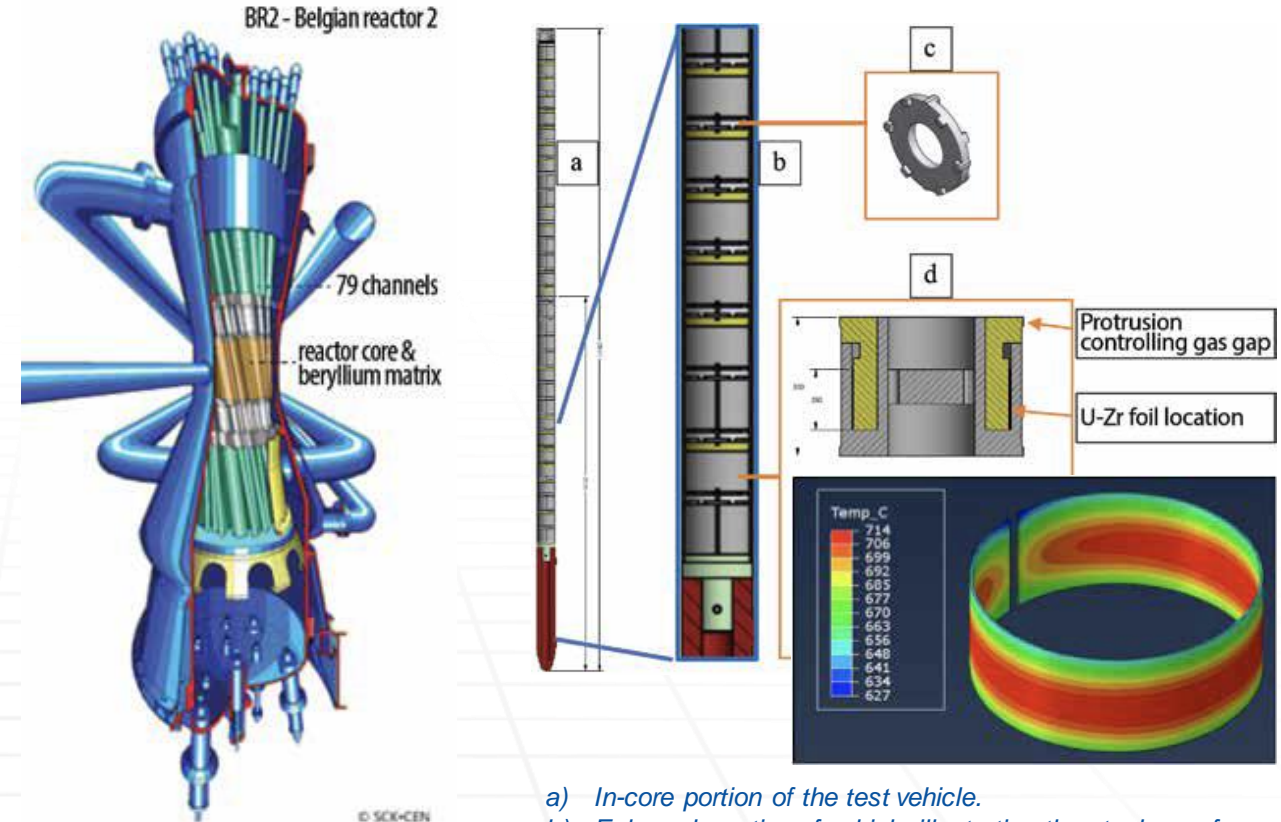 BR2 - Belgian reactor 2
79 channels
reactor core &
beryllium matrix
© SCK•CEN
a
b
c
d
Protrusion
controlling gas gap
U-Zr foil location
Temp_C
714
706
699
692
685
677
670
663
656
648
641
634
627
a) In-core portion of the test vehicle.